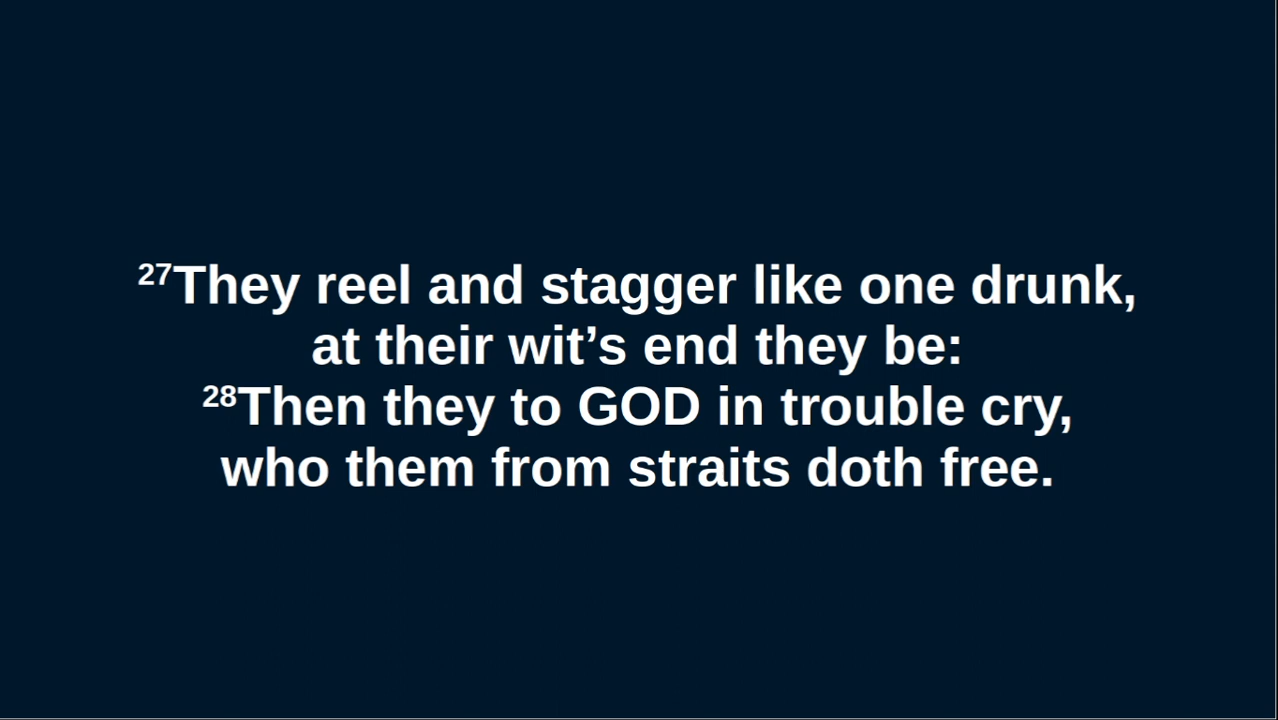 27They reel and stagger like one drunk,
at their wit’s end they be:
28Then they to GOD in trouble cry,
who them from straits doth free.